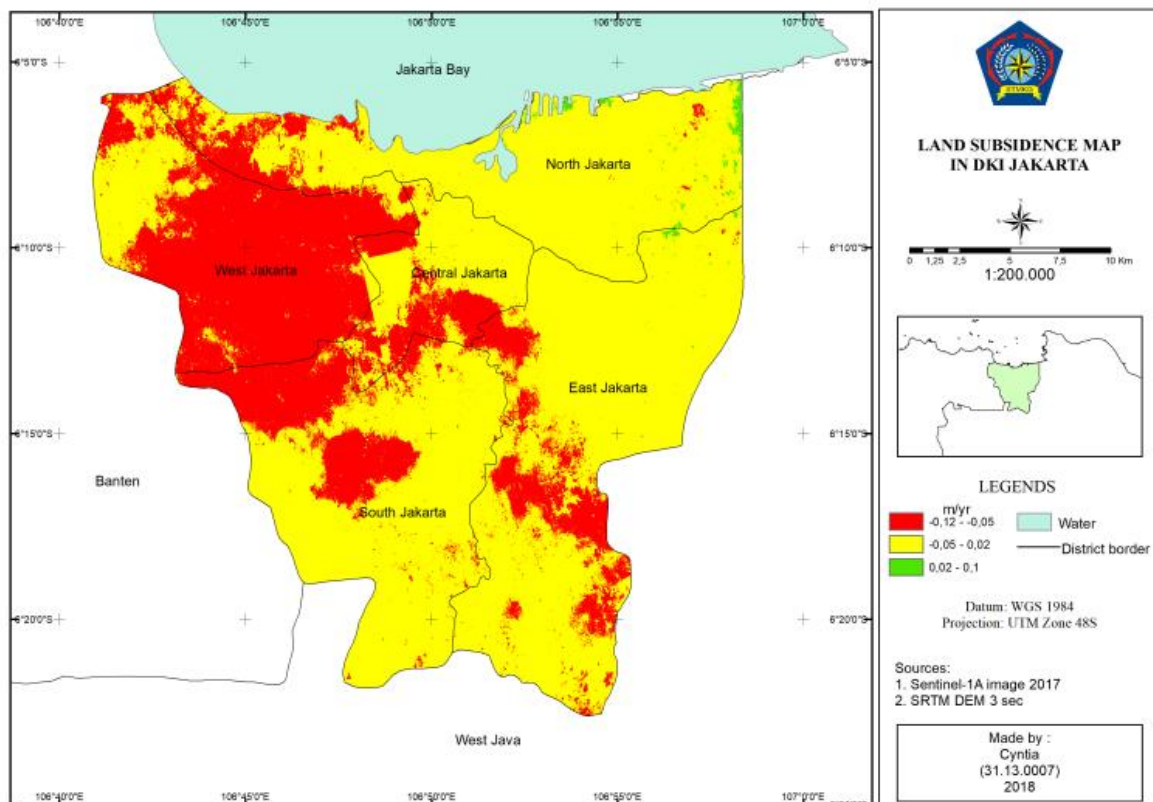 106°40'0"E 106°45'0"E 106°50'0"E 106°55'0"E 107°0'0"E
6°5'0"S 6°5'0"S
Jakarta Bay
North Jakarta
6°10'0"S 6°10'0"S
West Jakarta
Central Jakarta
East Jakarta
6°15'0"S 6°15'0"S
Banten
South Jakarta
6°20'0"S 6°20'0"S
West Java
106°40'0"E 106°45'0"E 106°50'0"E 106°55'0"E 107°0'0"E
STVKD
LAND SUBSIDENCE MAP
IN DKI JAKARTA
0 1,25 2,5 5 7,5 10 Km
1:200.000
LEGENDS
m/yr
-0,12 - -0,05 Water
-0,05 - 0,02 District border
0,02 - 0,1
Datum: WGS 1984
Projection: UTM Zone 48S
Sources:
1. Sentinel-1A image 2017
2. SRTM DEM 3 sec
Made by :
Cyntia
(31.13.0007)
2018